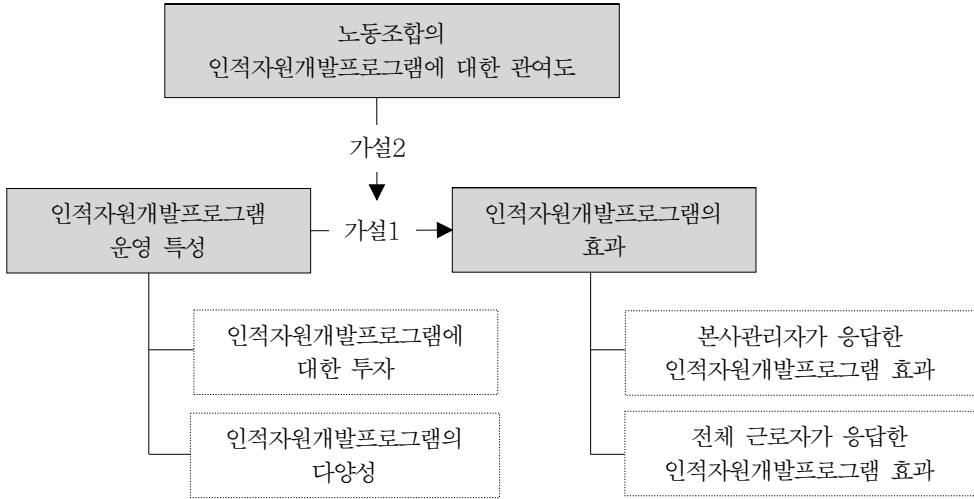 노동조합의
인적자원개발프로그램에 대한 관여도
가설2
인적자원개발프로그램
운영 특성
가설1
인적자원개발프로그램의
효과
인적자원개발프로그램에
대한 투자
본사관리자가 응답한
인적자원개발프로그램 효과
인적자원개발프로그램의
다양성
전체 근로자가 응답한
인적자원개발프로그램 효과